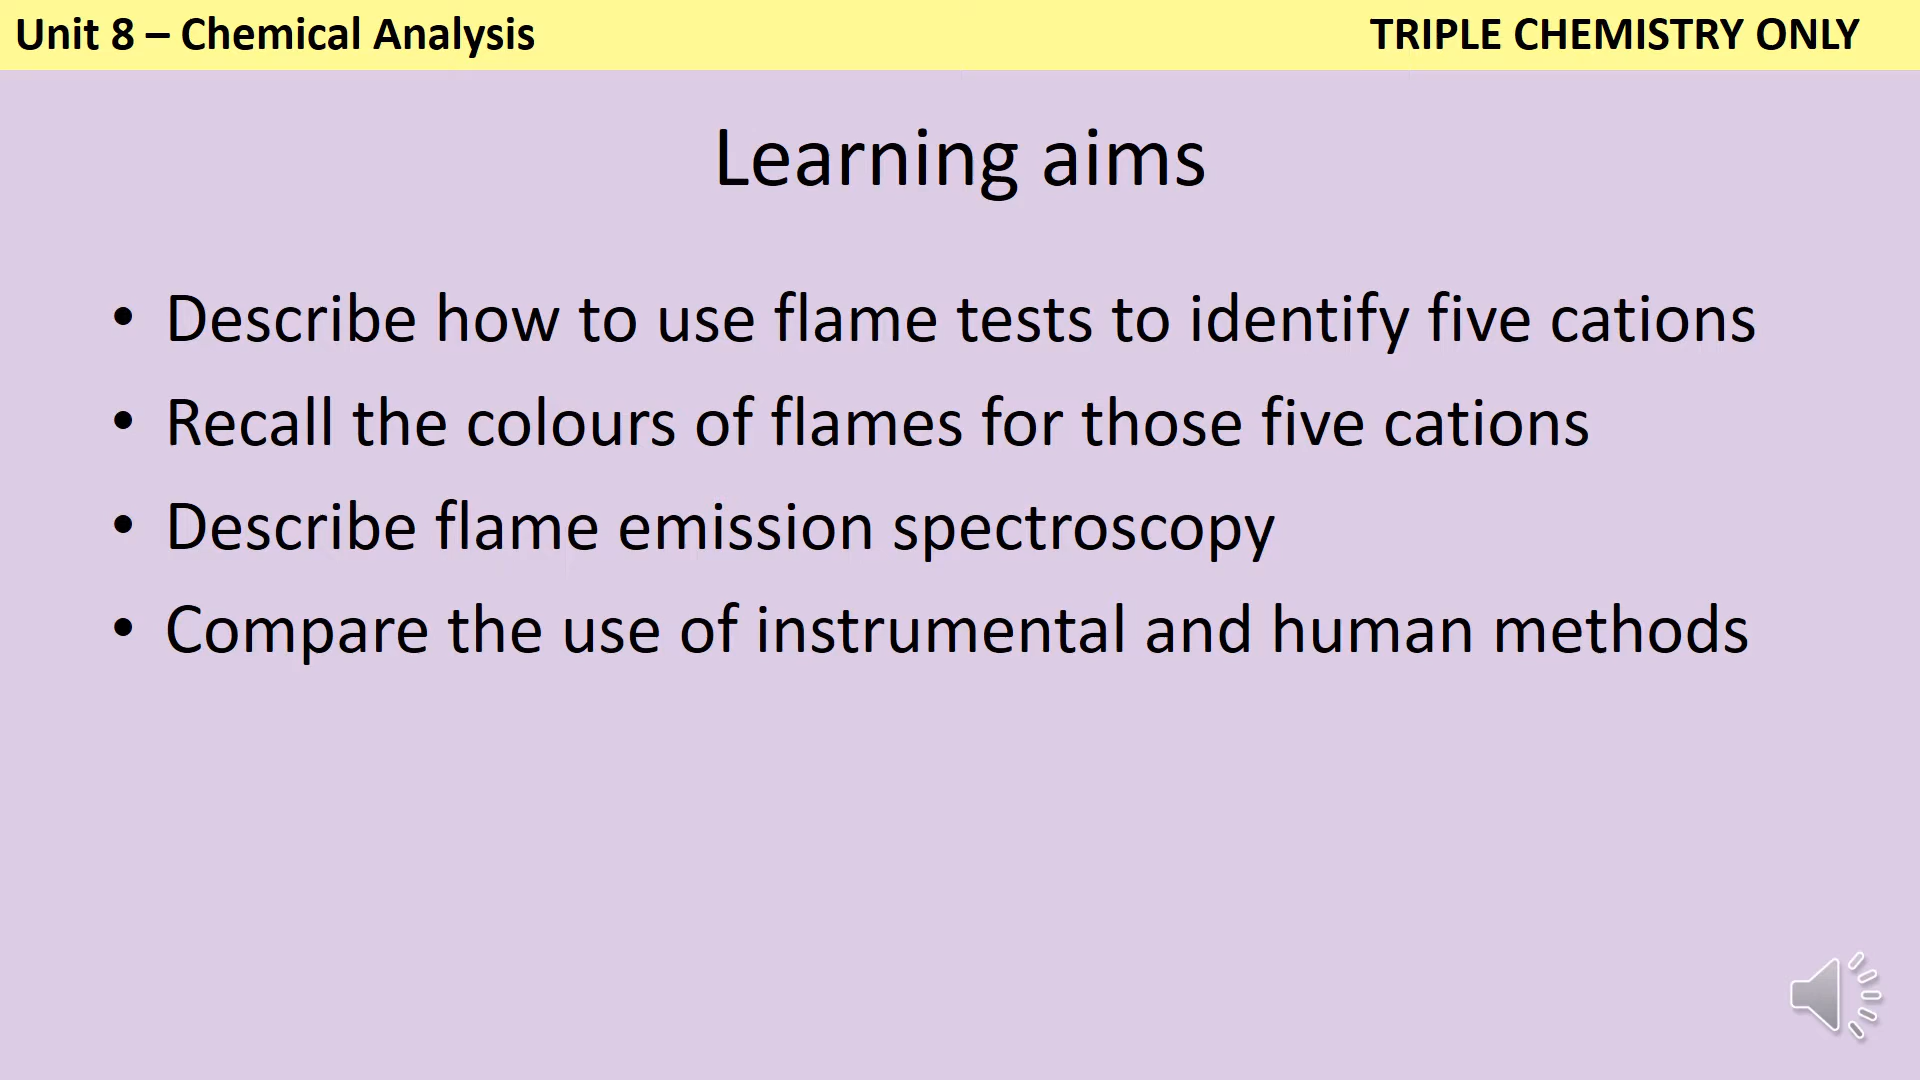 Unit 8 – Chemical Analysis
TRIPLE CHEMISTRY ONLY
Learning aims
• Describe how to use flame tests to identify five cations
• Recall the colours of flames for those five cations
• Describe flame emission spectroscopy
• Compare the use of instrumental and human methods